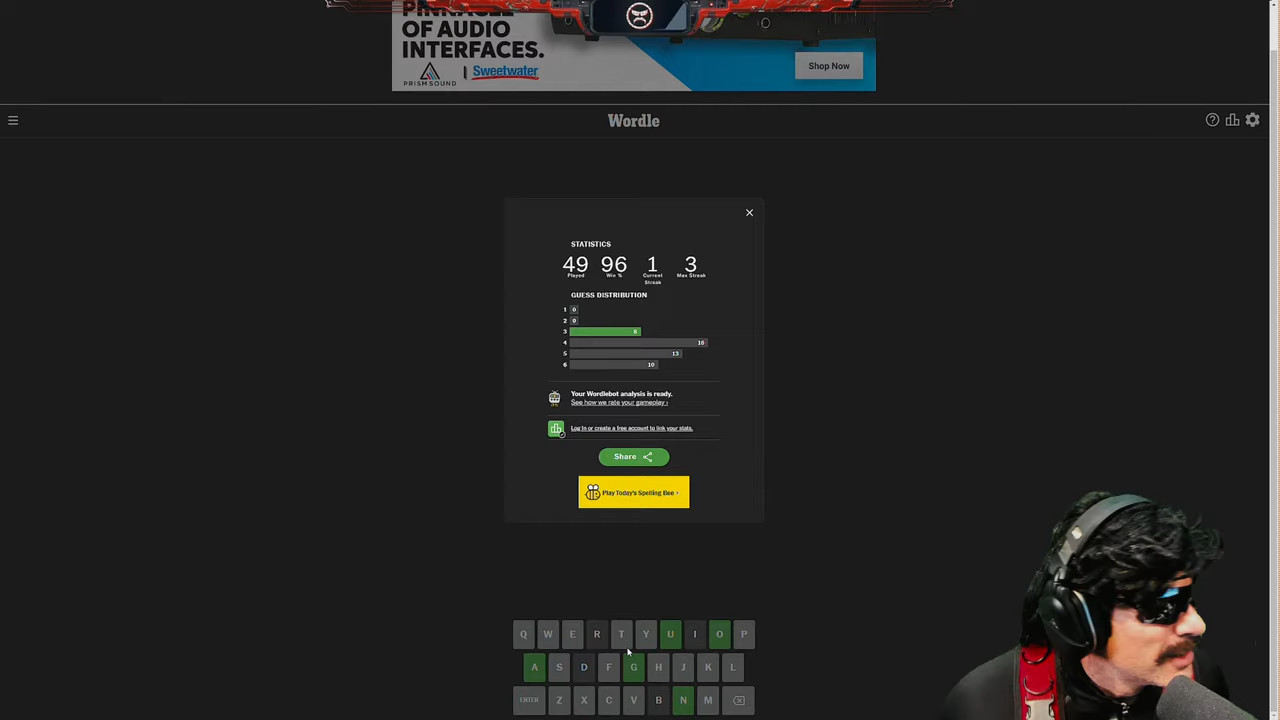 PINNACLE
OF AUDIO
INTERFACES.
PRISM SOUND
Sweetwater
Shop Now
Wordle
STATISTICS
49 96 1 3
Played Win % Current Streak Max Streak
GUESS DISTRIBUTION
1 0
2 0
3 8
4 16
5 13
6 10
Your Wordlebot analysis is ready.
See how we rate your gameplay ›
Log in or create a free account to link your stats.
Share
Play Today's Spelling Bee ›
Q W E R T Y U I O P
A S D F G H J K L
ENTER Z X C V B N M